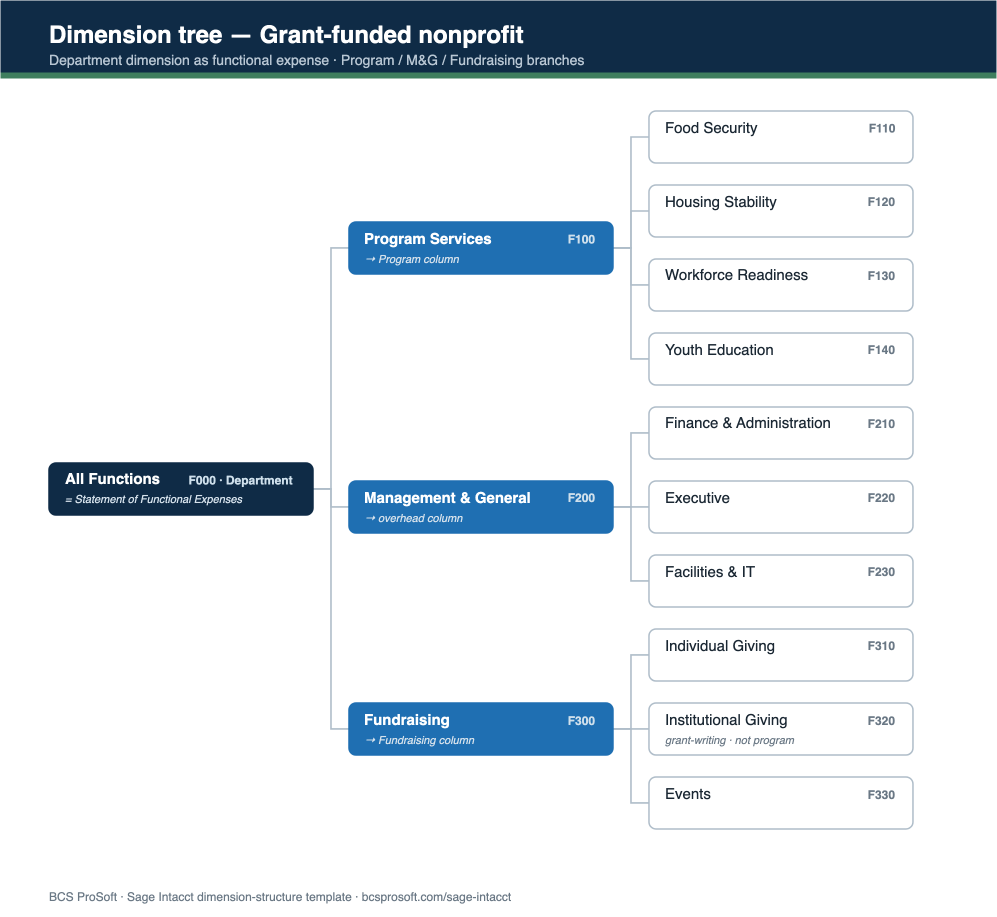 Dimension tree — Grant-funded nonprofit
Department dimension as functional expense · Program / M&G / Fundraising branches
All Functions F000 · Department
= Statement of Functional Expenses
Program Services F100
→ Program column
Food Security F110
Housing Stability F120
Workforce Readiness F130
Youth Education F140
Management & General F200
→ overhead column
Finance & Administration F210
Executive F220
Facilities & IT F230
Fundraising F300
→ Fundraising column
Individual Giving F310
Institutional Giving F320
grant-writing · not program
Events F330
BCS ProSoft · Sage Intacct dimension-structure template · bcsprosoft.com/sage-intacct